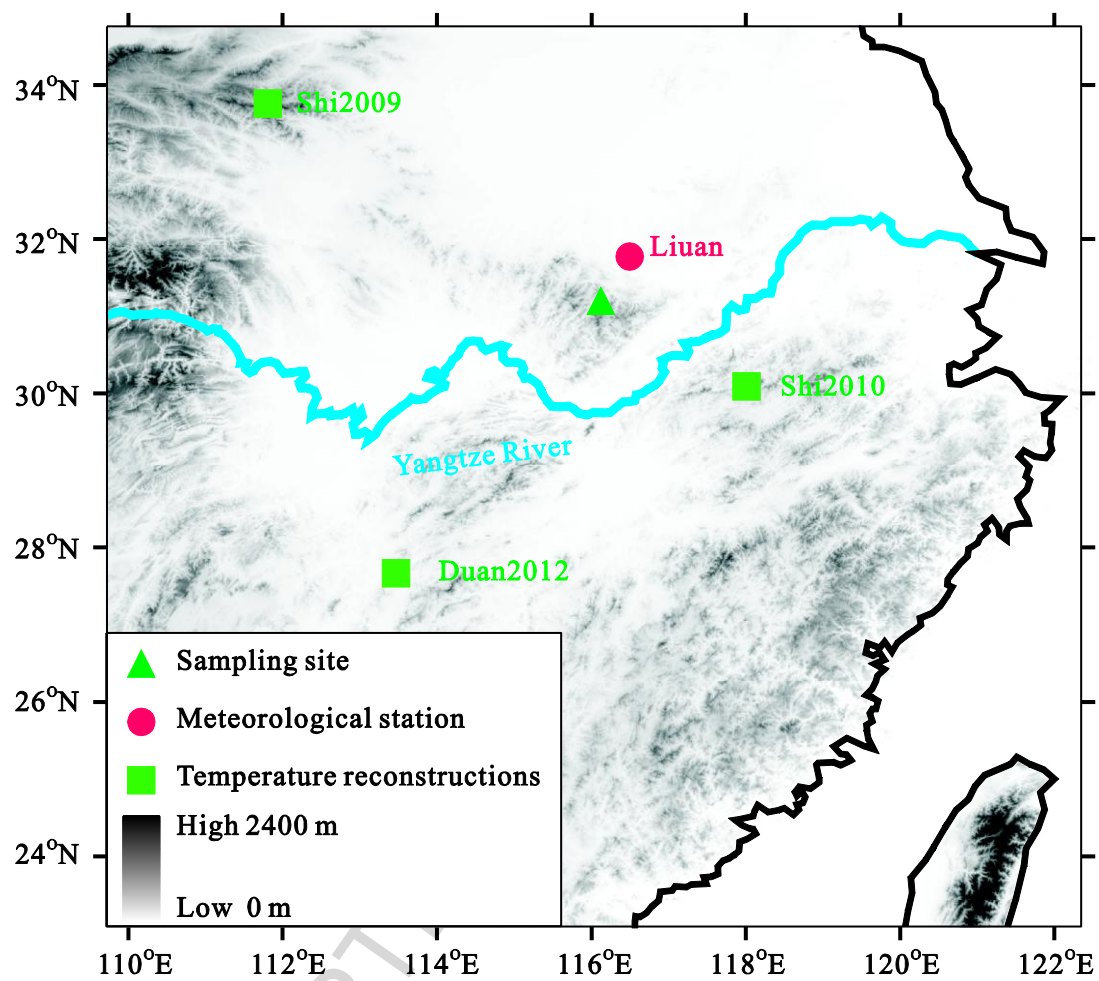 34°N
Shi2009
32°N
Liuan
30°N
Shi2010
Yangtze River
28°N
Duan2012
Sampling site
26°N
Meteorological station
Temperature reconstructions
High 2400 m
24°N
Low 0 m
110°E 112°E 114°E 116°E 118°E 120°E 122°E